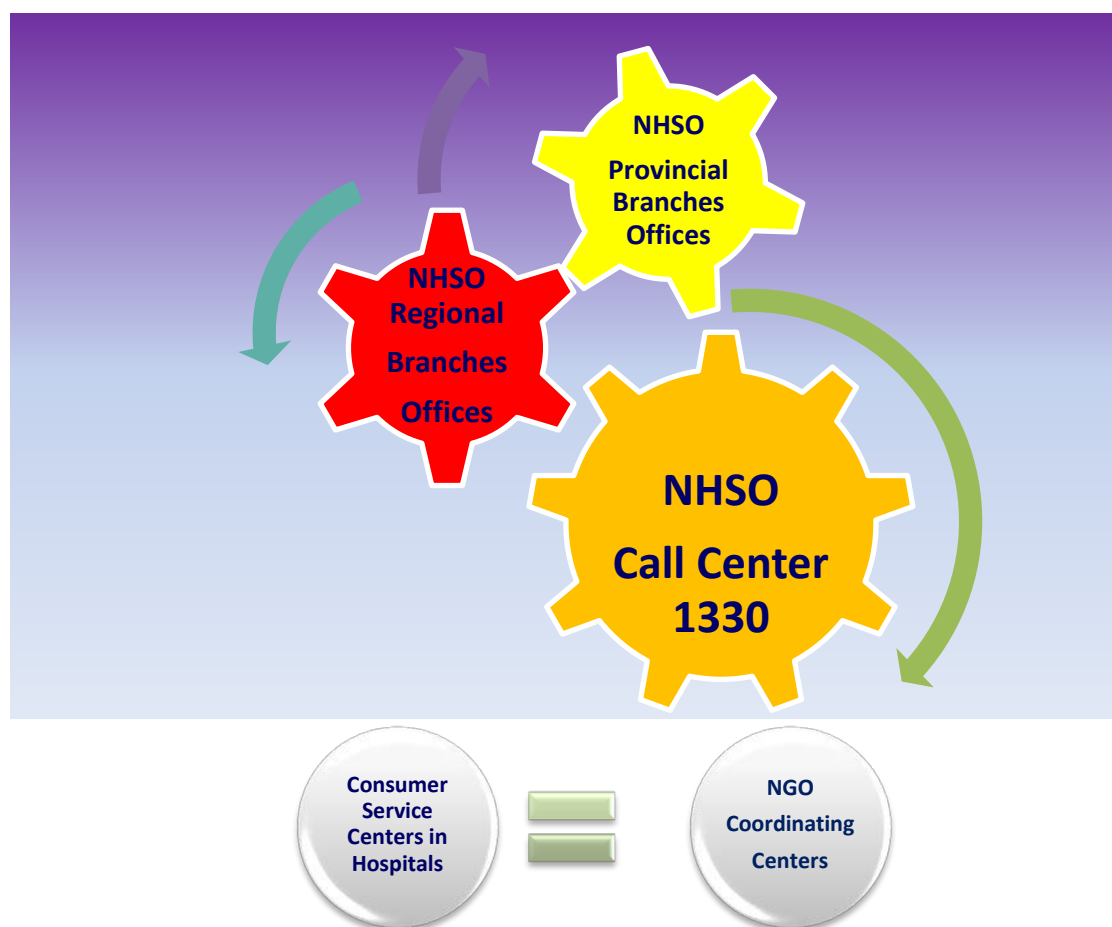 NHSO
Provincial
Branches
Offices
NHSO
Regional
Branches
Offices
NHSO
Call Center
1330
Consumer
Service
Centers in
Hospitals
NGO
Coordinating
Centers